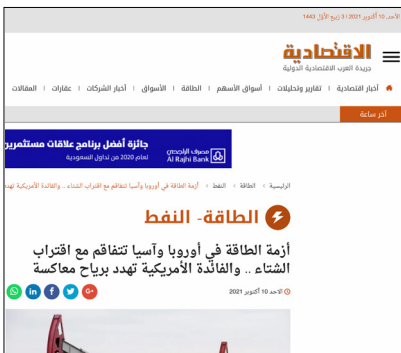 الأحد, 10 أكتوبر 2021 | 3 رَبيع الأوّل 1443
الاقتصادية
جريدة العرب الاقتصادية الدولية
أخبار اقتصادية | تقارير وتحليلات | أسواق الأسهم | الطاقة | الأسواق | أخبار الشركات | عقارات | المقالات
آخر ساعة
جائزة أفضل برنامج علاقات مستثمرين
لعام 2020 من تداول السعودية
مصرف الراجحي
Al Rajhi Bank
الرئيسية > الطاقة > النفط > أزمة الطاقة في أوروبا وآسيا تتفاقم مع اقتراب الشتاء .. والفائدة الأمريكية تهدد
الطاقة- النفط
أزمة الطاقة في أوروبا وآسيا تتفاقم مع اقتراب
الشتاء .. والفائدة الأمريكية تهدد برياح معاكسة
الاحد 10 أكتوبر 2021